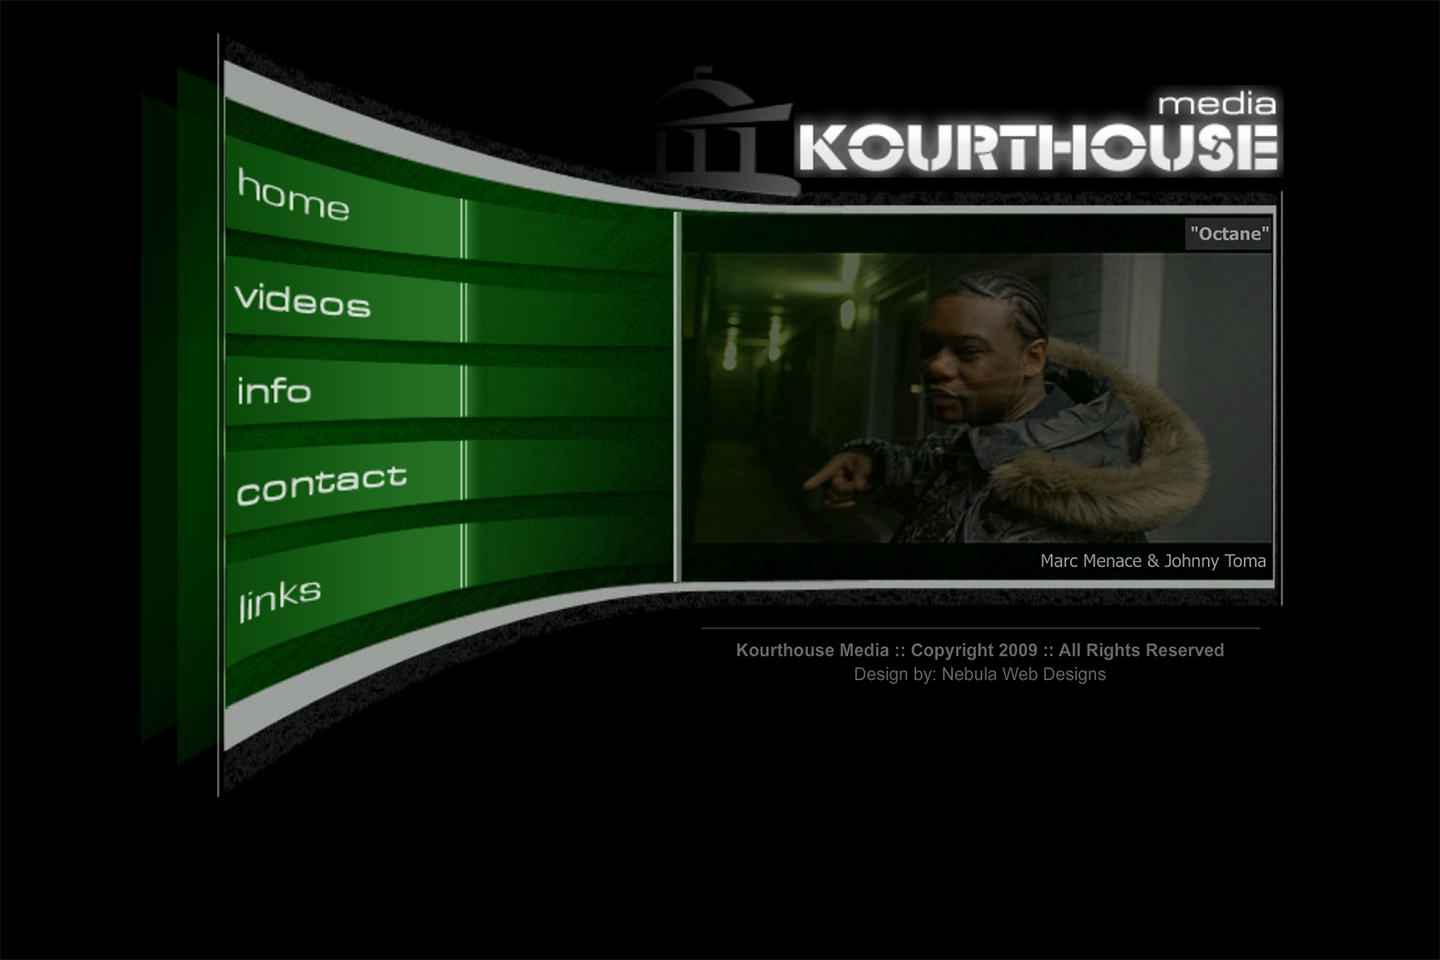 media
KOURTHOUSE
home
videos
info
contact
links
"Octane"
Marc Menace & Johnny Toma
Kourthouse Media :: Copyright 2009 :: All Rights Reserved
Design by: Nebula Web Designs